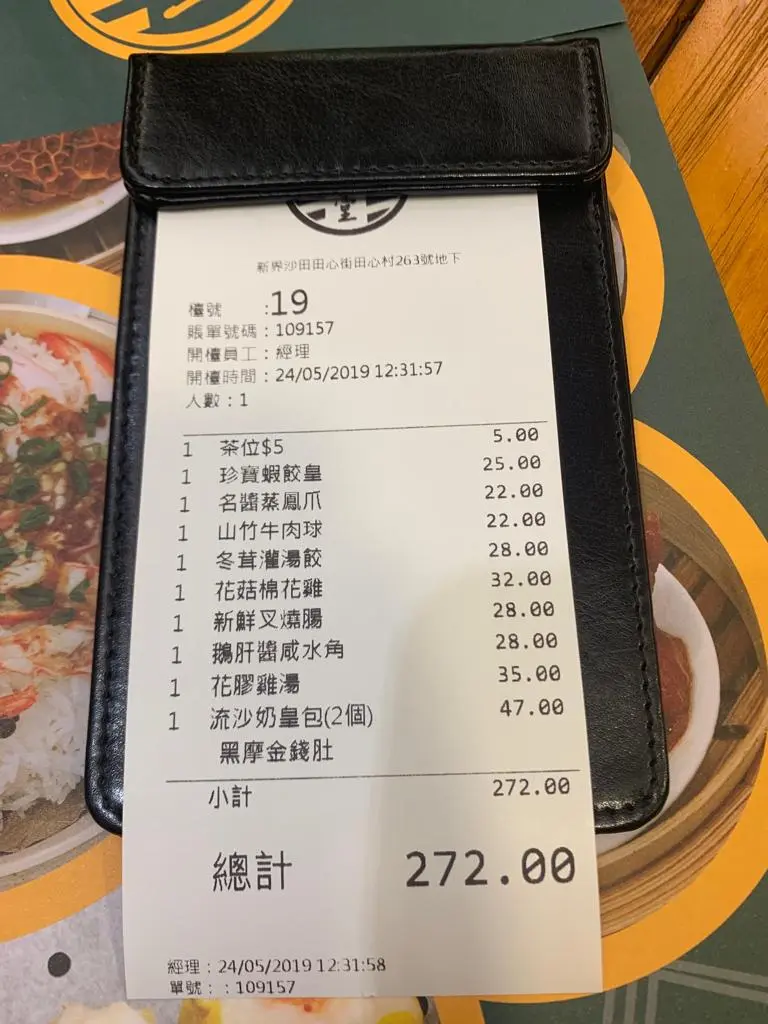 堂
新界沙田田心街田心村263號地下
檯號 :19
賬單號碼：109157
開檯員工：經理
開檯時間：24/05/2019 12:31:57
人數：1
1 茶位$5 5.00
1 珍寶蝦餃皇 25.00
1 名醬蒸鳳爪 22.00
1 山竹牛肉球 22.00
1 冬茸灌湯餃 28.00
1 花菇棉花雞 32.00
1 新鮮叉燒腸 28.00
1 鵝肝醬咸水角 28.00
1 花膠雞湯 35.00
1 流沙奶皇包(2個) 47.00
黑摩金錢肚
小計 272.00
總計 272.00
經理：24/05/2019 12:31:58
單號：：109157